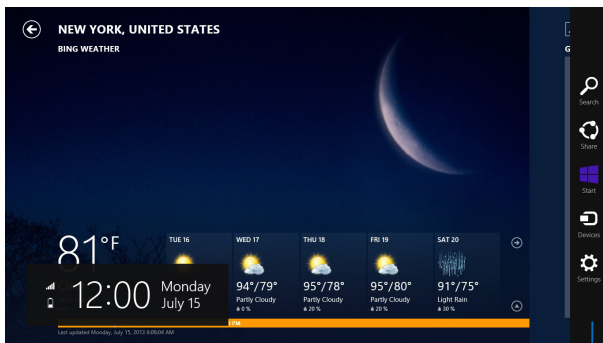 NEW YORK, UNITED STATES
BING WEATHER
G
Search
Share
Start
Devices
Settings
81°F
TUE 16
WED 17
94°/79°
Partly Cloudy
0 %
THU 18
95°/78°
Partly Cloudy
20 %
FRI 19
95°/80°
Partly Cloudy
20 %
SAT 20
91°/75°
Light Rain
30 %
12:00
Monday
July 15
PM
Last updated Monday, July 15, 2013 6:06:04 AM